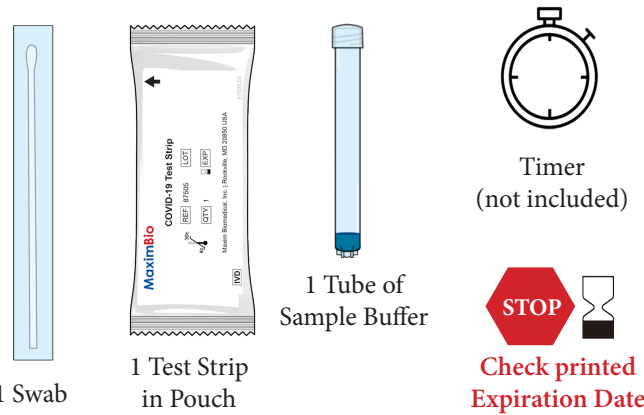 MaximBio
COVID-19 Test Strip
REF 87505 LOT
QTY 1 EXP
Maxim Biomedical, Inc. | Rockville, MD 20850 USA
IVD
Timer
(not included)
1 Tube of
Sample Buffer
STOP
1 Swab
1 Test Strip
in Pouch
Check printed
Expiration Date